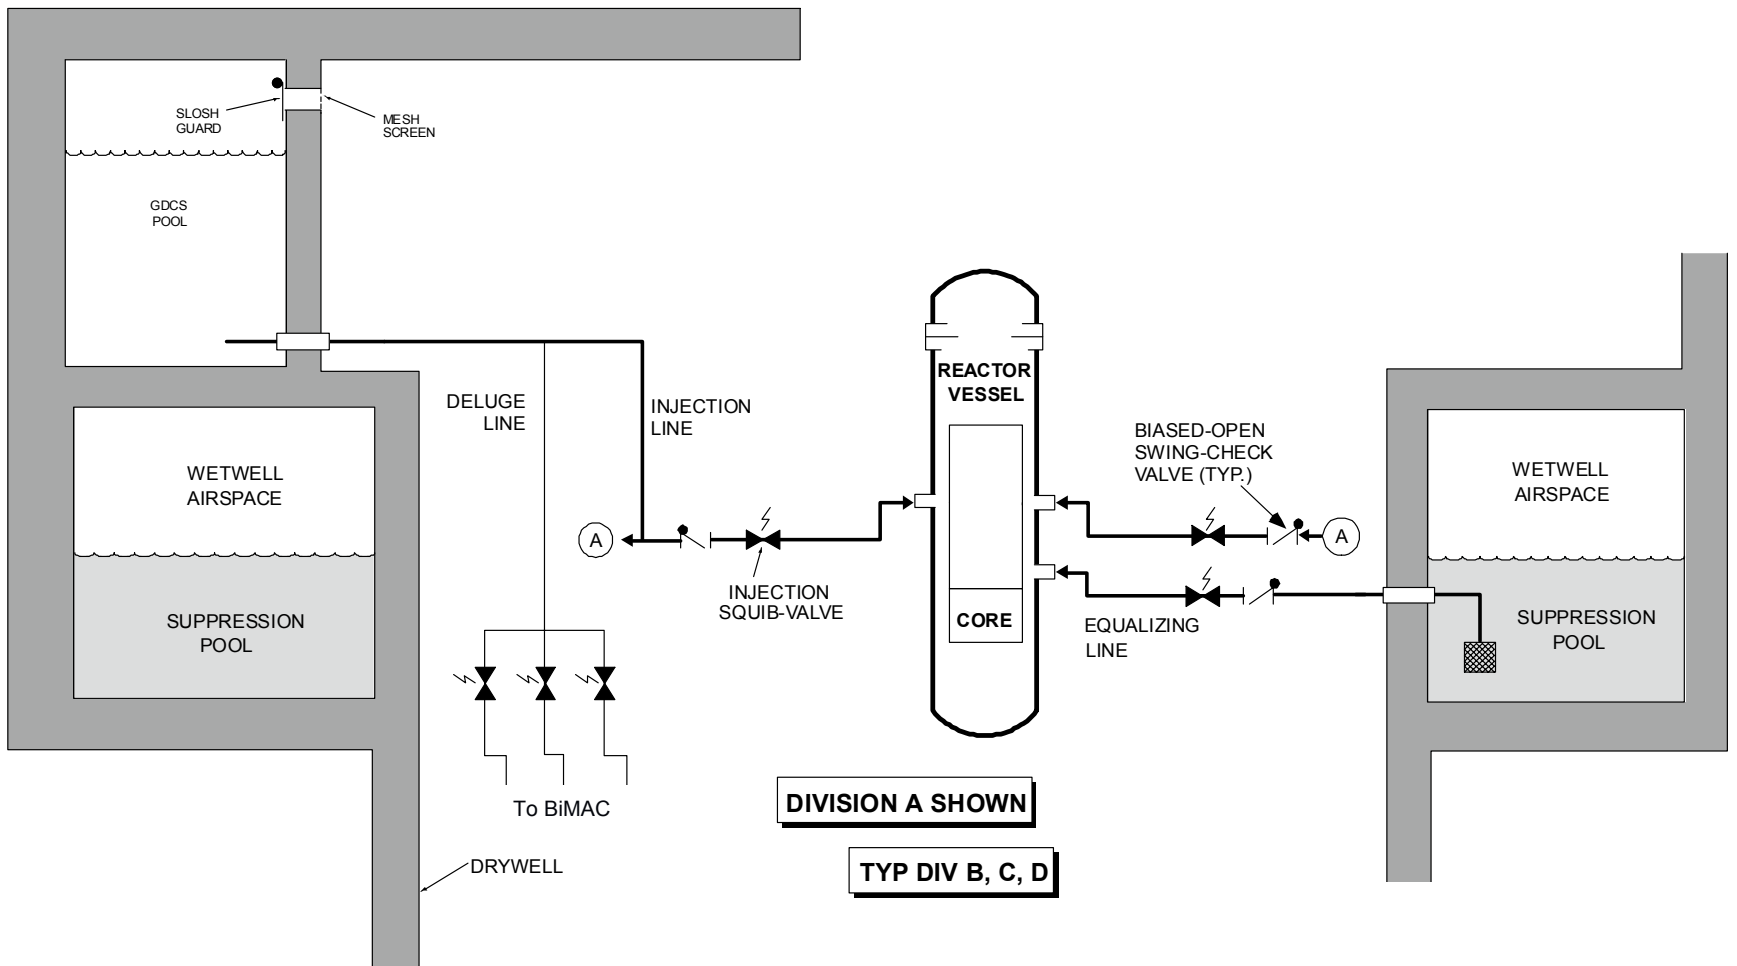 SLOSH
GUARD
MESH
SCREEN
GDCS
POOL
REACTOR
VESSEL
DELUGE
LINE
INJECTION
LINE
BIASED-OPEN
SWING-CHECK
VALVE (TYP.)
WETWELL
AIRSPACE
WETWELL
AIRSPACE
A
A
INJECTION
SQUIB-VALVE
CORE
EQUALIZING
LINE
SUPPRESSION
POOL
SUPPRESSION
POOL
To BiMAC
DIVISION A SHOWN
DRYWELL
TYP DIV B, C, D